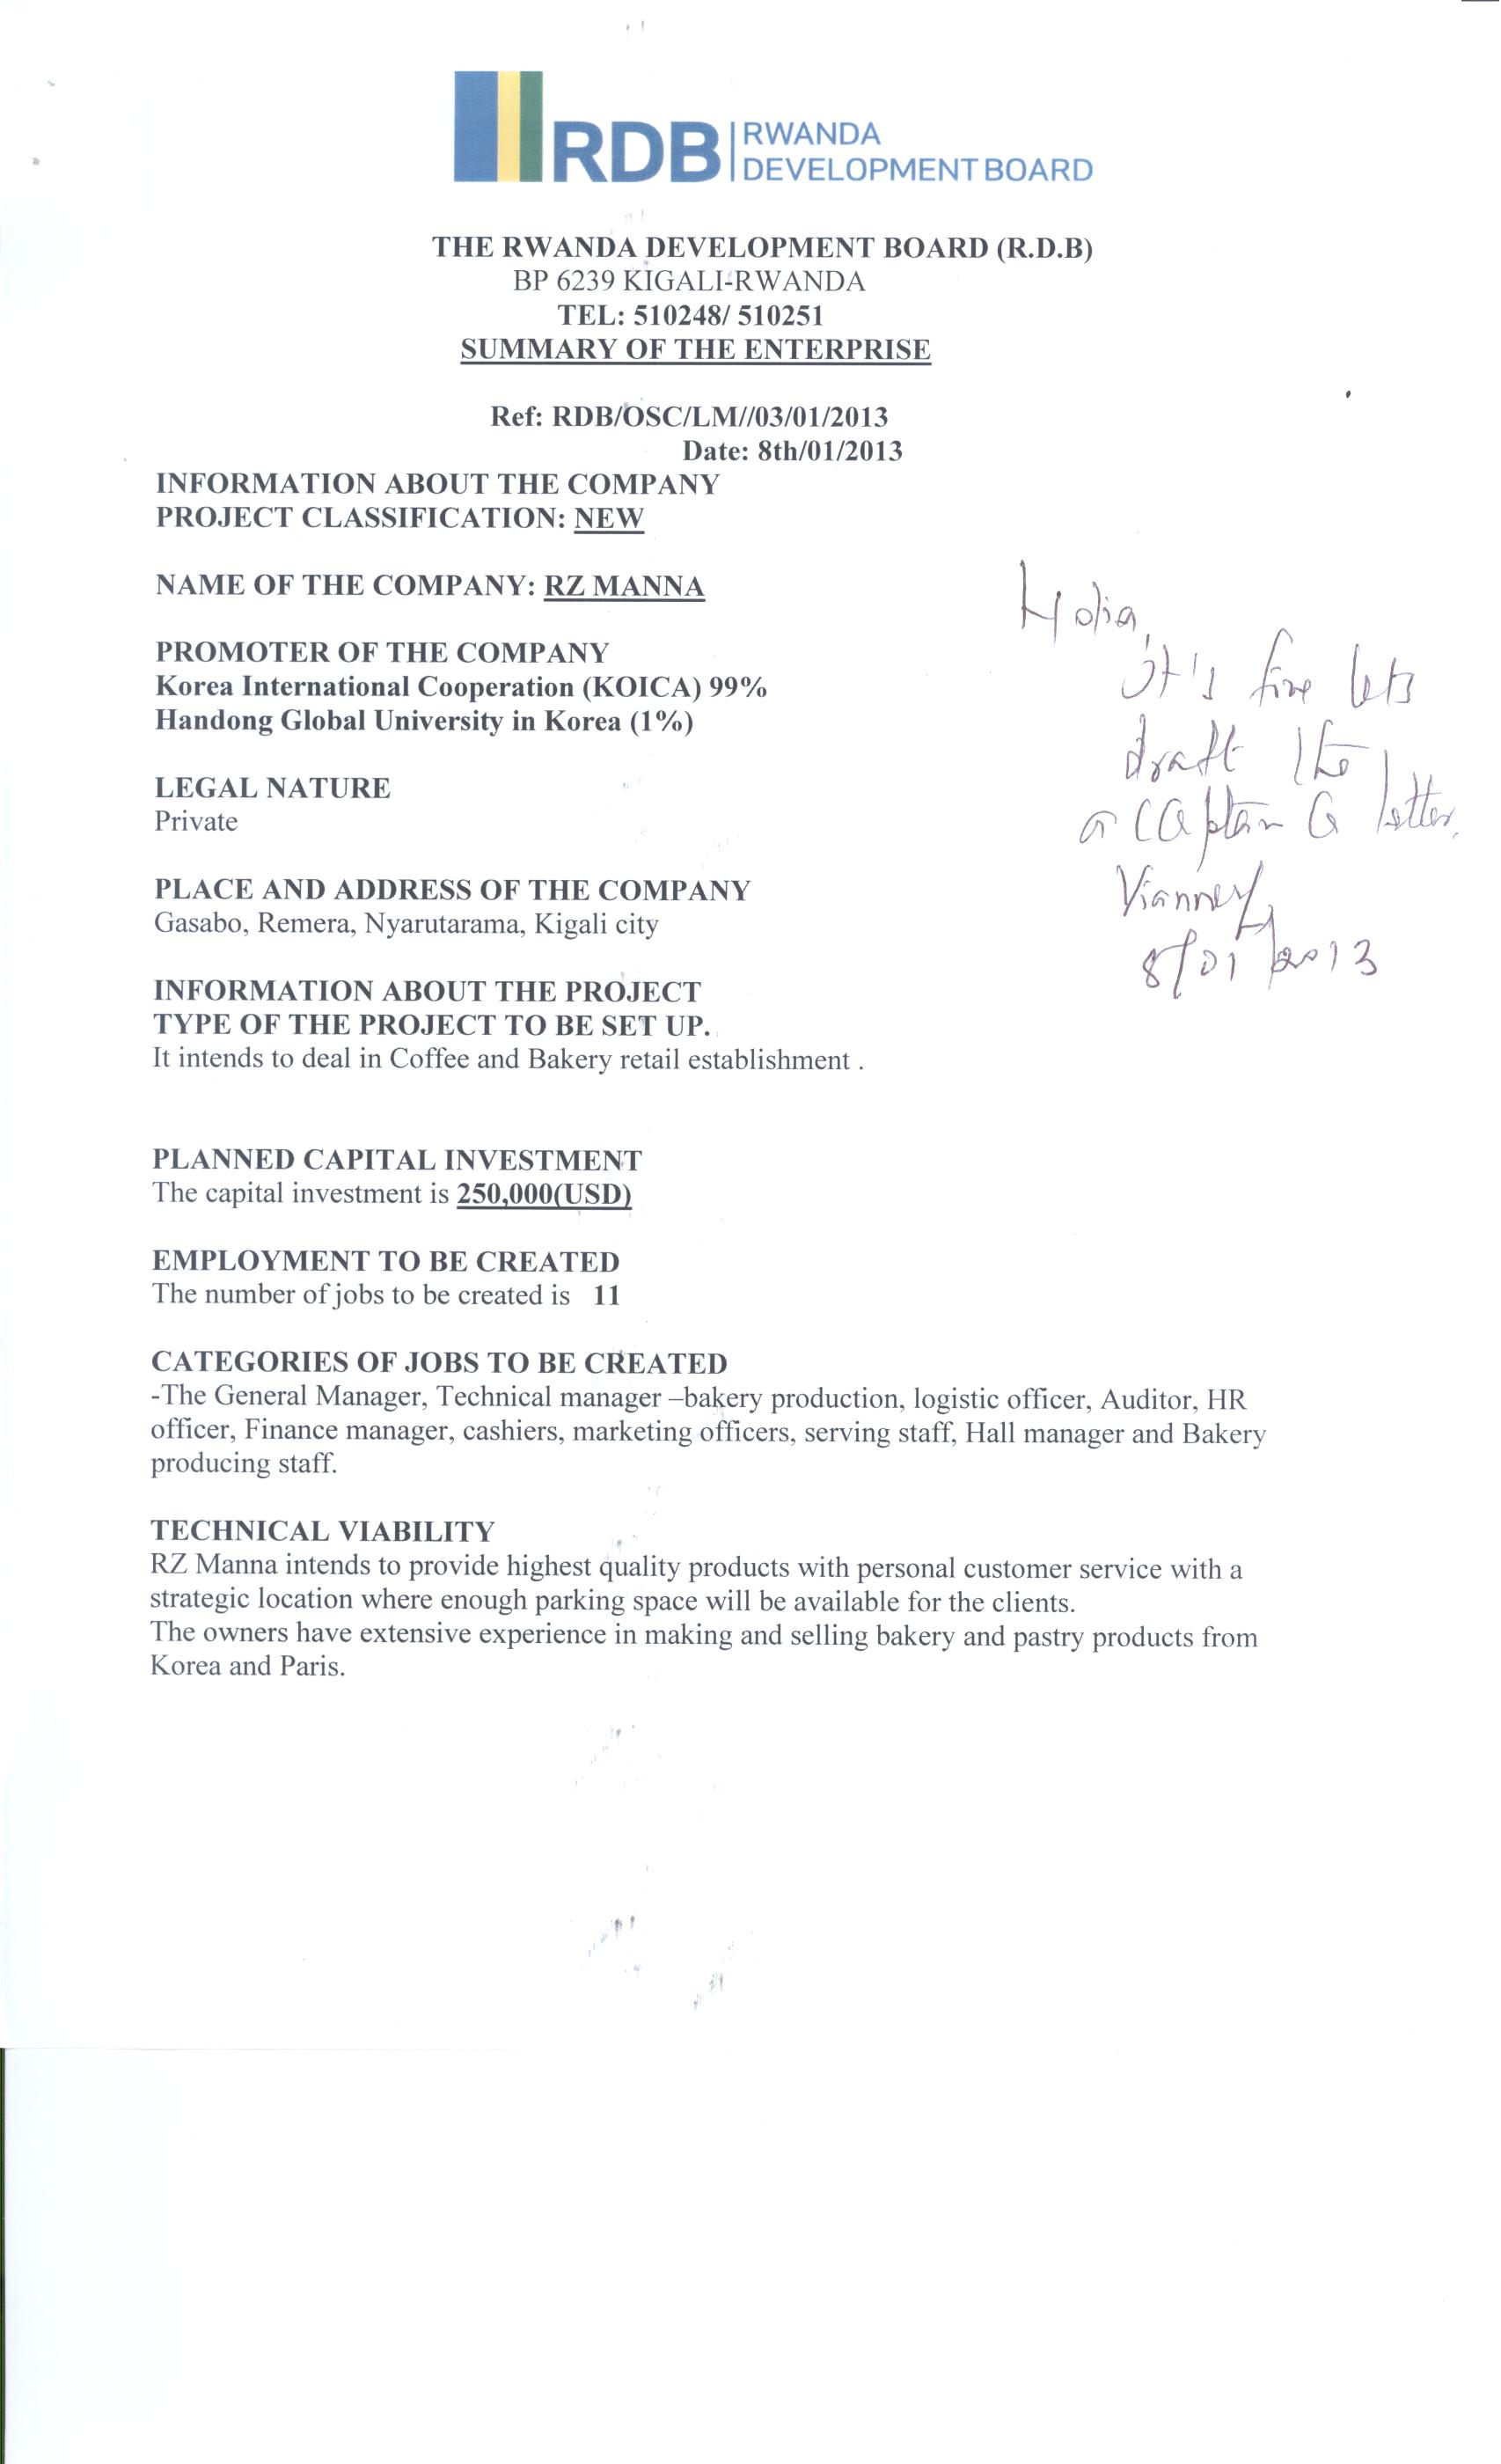 RDB RWANDA
DEVELOPMENT BOARD
THE RWANDA DEVELOPMENT BOARD (R.D.B)
BP 6239 KIGALI-RWANDA
TEL: 510248/ 510251
SUMMARY OF THE ENTERPRISE
Ref: RDB/OSC/LM//03/01/2013
Date: 8th/01/2013
INFORMATION ABOUT THE COMPANY
PROJECT CLASSIFICATION: NEW
NAME OF THE COMPANY: RZ MANNA
PROMOTER OF THE COMPANY
Korea International Cooperation (KOICA) 99%
Handong Global University in Korea (1%)
LEGAL NATURE
Private
PLACE AND ADDRESS OF THE COMPANY
Gasabo, Remera, Nyarutarama, Kigali city
INFORMATION ABOUT THE PROJECT
TYPE OF THE PROJECT TO BE SET UP.
It intends to deal in Coffee and Bakery retail establishment .
PLANNED CAPITAL INVESTMENT
The capital investment is 250,000(USD)
EMPLOYMENT TO BE CREATED
The number of jobs to be created is 11
CATEGORIES OF JOBS TO BE CREATED
-The General Manager, Technical manager –bakery production, logistic officer, Auditor, HR
officer, Finance manager, cashiers, marketing officers, serving staff, Hall manager and Bakery
producing staff.
TECHNICAL VIABILITY
RZ Manna intends to provide highest quality products with personal customer service with a
strategic location where enough parking space will be available for the clients.
The owners have extensive experience in making and selling bakery and pastry products from
Korea and Paris.
it's fine lets
draft the
letter.
Vianney
8/01/2013